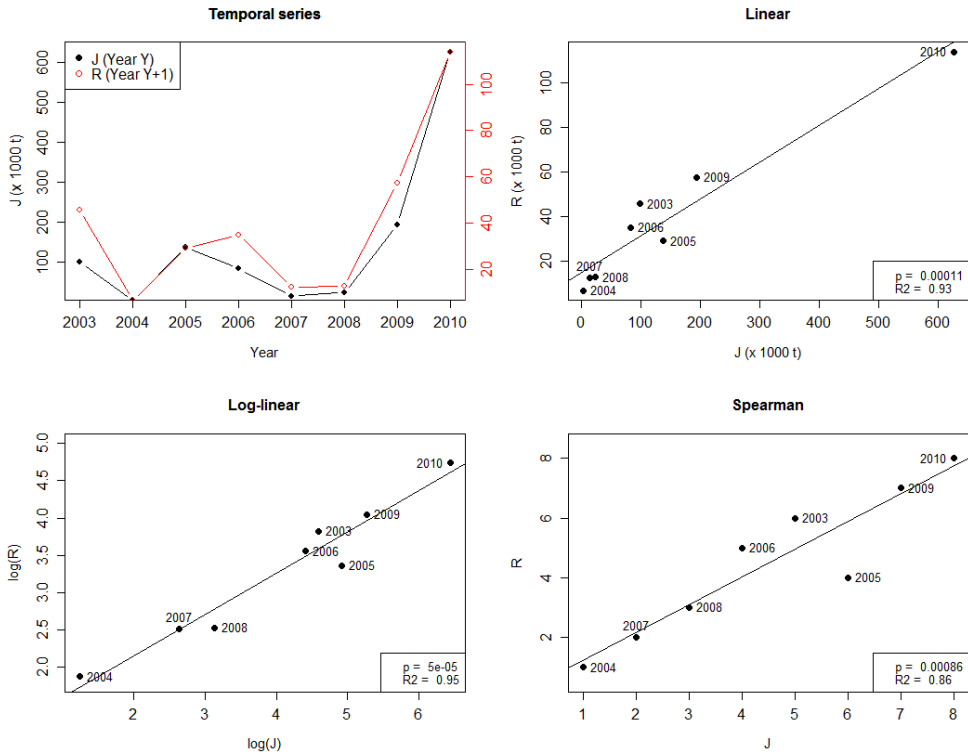 Temporal series
J (Year Y)
R (Year Y+1)
J (x 1000 t)
100 200 300 400 500 600
20 40 60 80 100
2003 2004 2005 2006 2007 2008 2009 2010
Year
Linear
R (x 1000 t)
20 40 60 80 100
2010
2009
2003
2006
2005
2007
2008
2004
p = 0.00011
R2 = 0.93
0 100 200 300 400 500 600
J (x 1000 t)
Log-linear
log(R)
2.0 2.5 3.0 3.5 4.0 4.5 5.0
2010
2009
2003
2006
2005
2007
2008
2004
p = 5e-05
R2 = 0.95
2 3 4 5 6
log(J)
Spearman
R
2 4 6 8
2010
2009
2003
2006
2005
2008
2007
2004
p = 0.00086
R2 = 0.86
1 2 3 4 5 6 7 8
J